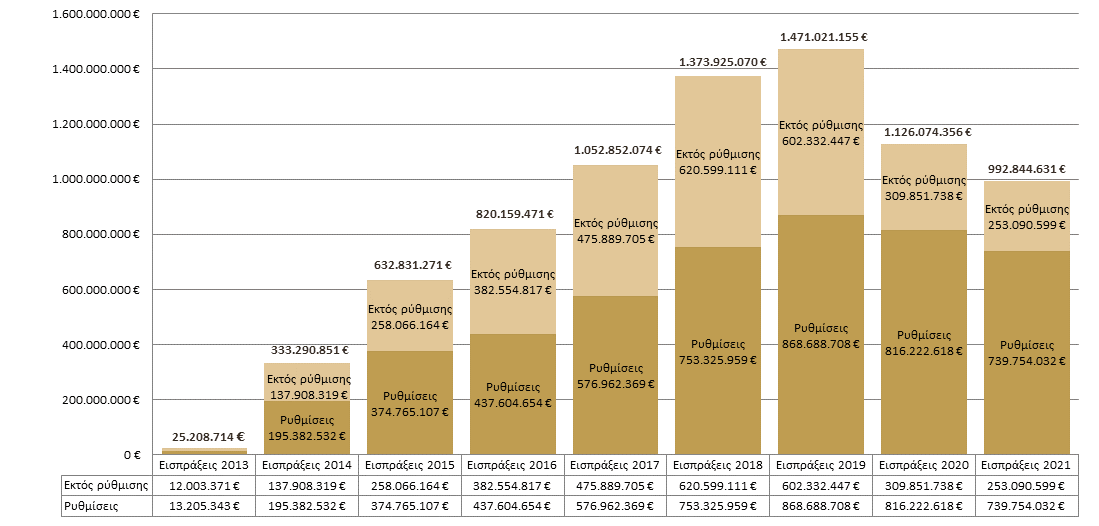 1.600.000.000 €
1.471.021.155 €
1.400.000.000 €
1.373.925.070 €
1.200.000.000 €
1.126.074.356 €
1.052.852.074 €
1.000.000.000 €
992.844.631 €
820.159.471 €
800.000.000 €
632.831.271 €
600.000.000 €
400.000.000 €
333.290.851 €
200.000.000 €
25.208.714 €
0 €
Εκτός ρύθμισης
137.908.319 €
Ρυθμίσεις
195.382.532 €
Εκτός ρύθμισης
258.066.164 €
Ρυθμίσεις
374.765.107 €
Εκτός ρύθμισης
382.554.817 €
Ρυθμίσεις
437.604.654 €
Εκτός ρύθμισης
475.889.705 €
Ρυθμίσεις
576.962.369 €
Εκτός ρύθμισης
620.599.111 €
Ρυθμίσεις
753.325.959 €
Εκτός ρύθμισης
602.332.447 €
Ρυθμίσεις
868.688.708 €
Εκτός ρύθμισης
309.851.738 €
Ρυθμίσεις
816.222.618 €
Εκτός ρύθμισης
253.090.599 €
Ρυθμίσεις
739.754.032 €
Εισπράξεις 2013 Εισπράξεις 2014 Εισπράξεις 2015 Εισπράξεις 2016 Εισπράξεις 2017 Εισπράξεις 2018 Εισπράξεις 2019 Εισπράξεις 2020 Εισπράξεις 2021
Εκτός ρύθμισης 12.003.371 € 137.908.319 € 258.066.164 € 382.554.817 € 475.889.705 € 620.599.111 € 602.332.447 € 309.851.738 € 253.090.599 €
Ρυθμίσεις 13.205.343 € 195.382.532 € 374.765.107 € 437.604.654 € 576.962.369 € 753.325.959 € 868.688.708 € 816.222.618 € 739.754.032 €